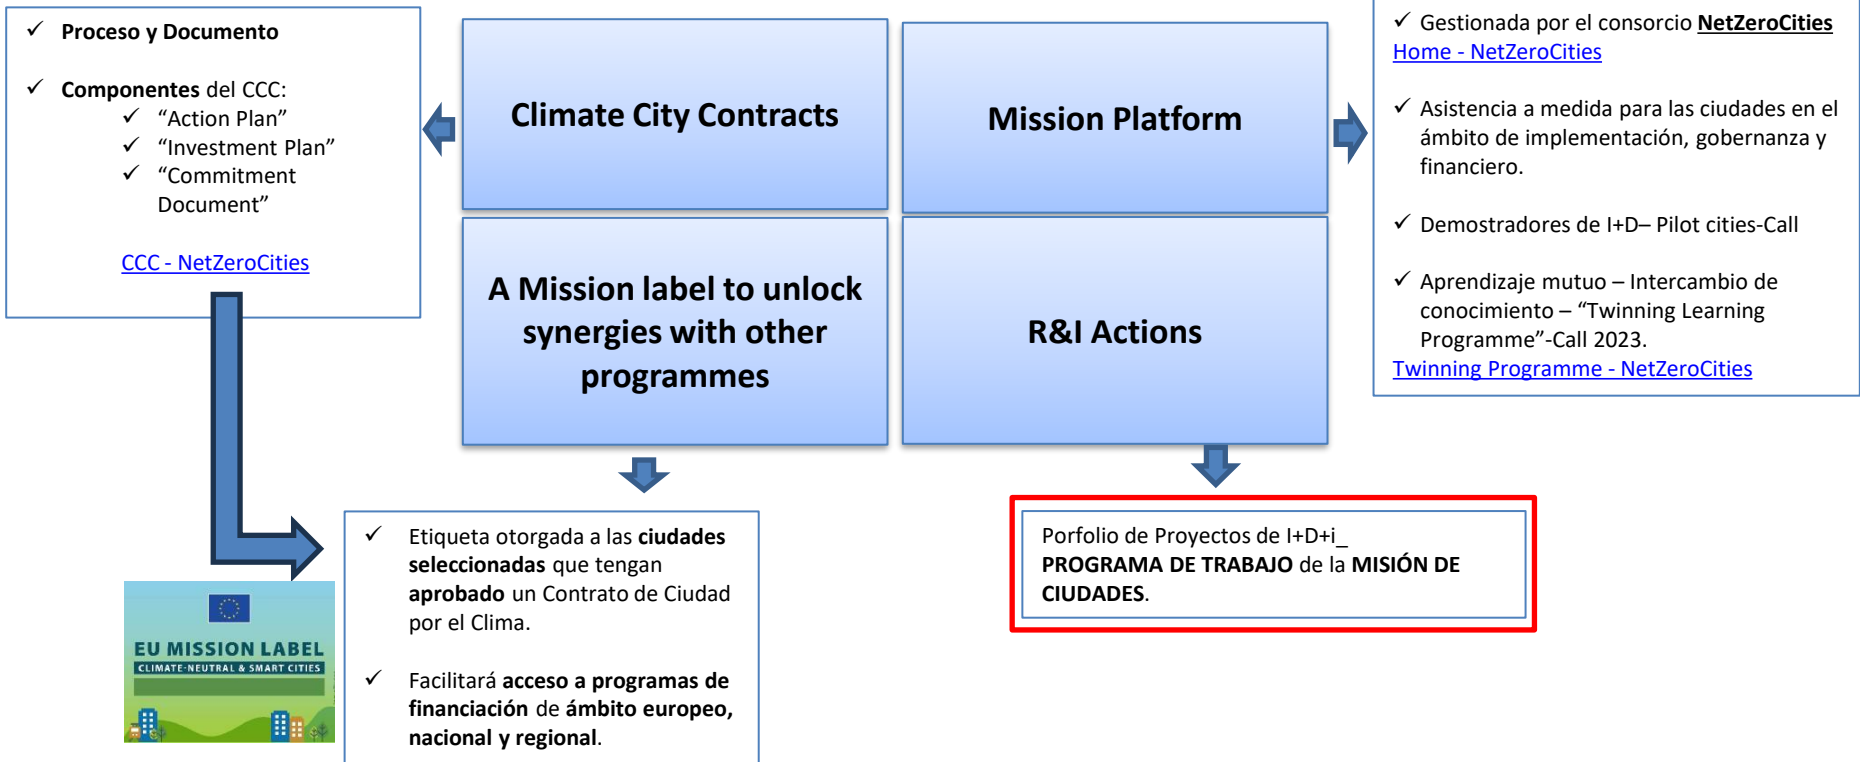 ✓ Proceso y Documento
✓ Componentes del CCC:
✓ “Action Plan”
✓ “Investment Plan”
✓ “Commitment
Document”
CCC - NetZeroCities
Climate City Contracts
Mission Platform
A Mission label to unlock
synergies with other
programmes
R&I Actions
✓ Gestionada por el consorcio NetZeroCities
Home - NetZeroCities
✓ Asistencia a medida para las ciudades en el
ámbito de implementación, gobernanza y
financiero.
✓ Demostradores de I+D– Pilot cities-Call
✓ Aprendizaje mutuo – Intercambio de
conocimiento – “Twinning Learning
Programme”-Call 2023.
Twinning Programme - NetZeroCities
EU MISSION LABEL
CLIMATE-NEUTRAL & SMART CITIES
✓ Etiqueta otorgada a las ciudades
seleccionadas que tengan
aprobado un Contrato de Ciudad
por el Clima.
✓ Facilitará acceso a programas de
financiación de ámbito europeo,
nacional y regional.
Porfolio de Proyectos de I+D+i_
PROGRAMA DE TRABAJO de la MISIÓN DE
CIUDADES.